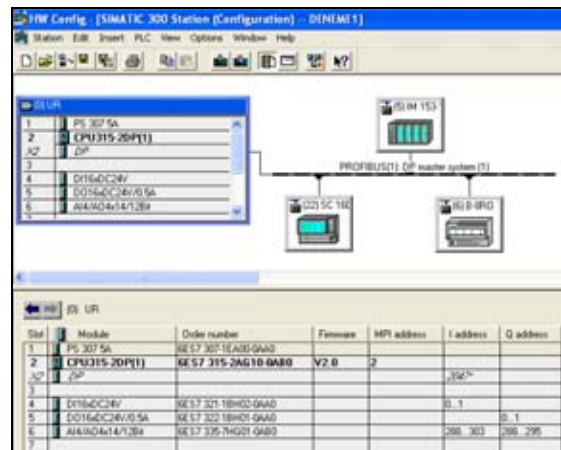 HW Config - [SIMATIC 300 Station (Configuration) -- DENEME1]
Station Edit Insert PLC View Options Window Help
(0) UR
1 PS 307 5A
2 CPU315-2DP(1)
X2 DP
3
4 DI16xDC24V
5 DO16xDC24V/0.5A
6 AI4/AO4x14/12Bit
(5) IM 153-
PROFIBUS(1): DP master system (1)
(22) SC 160
(6) B-8RO
(0) UR
Slot Module Order number Firmware MPI address I address Q address
1 PS 307 5A 6ES7 307-1EA00-0AA0
2 CPU315-2DP(1) 6ES7 315-2AG10-0AB0 V2.0 2
X2 DP 2047*
3
4 DI16xDC24V 6ES7 321-1BH02-0AA0 0...1
5 DO16xDC24V/0.5A 6ES7 322-1BH01-0AA0 0...1
6 AI4/AO4x14/12Bit 6ES7 335-7HG01-0AB0 288...303 288...295
7